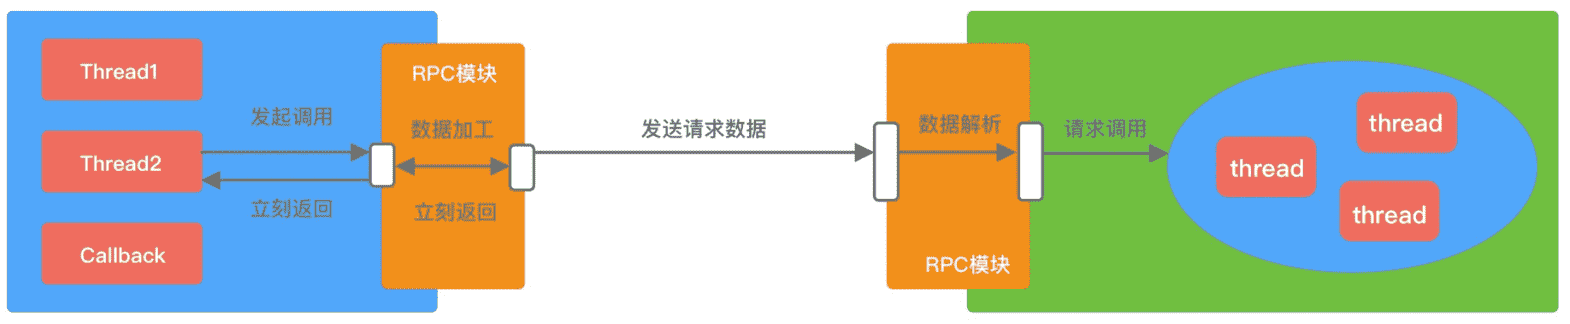 Thread1
Thread2
Callback
发起调用
立刻返回
RPC模块
数据加工
立刻返回
发送请求数据
数据解析
RPC模块
请求调用
thread
thread
thread